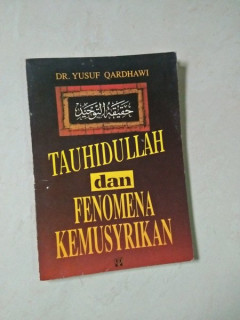 DR. YUSUF QARDHAWI
حقيقة التوحيد
TAUHIDULLAH
dan
FENOMENA
KEMUSYRIKAN